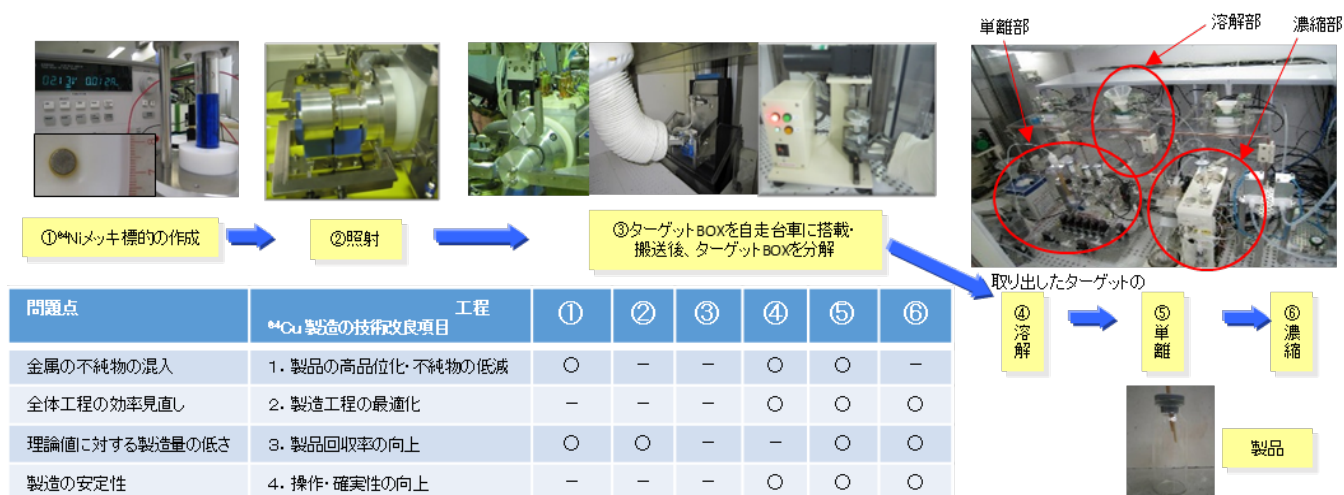 単離部
溶解部
濃縮部
①⁶⁴Niメッキ標的の作成
②照射
③ターゲットBOXを自走台車に搭載・
搬送後、ターゲットBOXを分解
取り出したターゲットの
④溶解
⑤単離
⑥濃縮
製品
問題点
工程
⁶⁴Cu 製造の技術改良項目
① ② ③ ④ ⑤ ⑥
金属の不純物の混入 1. 製品の高品位化・不純物の低減 ○ − − ○ ○ −
全体工程の効率見直し 2. 製造工程の最適化 − − − ○ ○ ○
理論値に対する製造量の低さ 3. 製品回収率の向上 ○ ○ − − ○ ○
製造の安定性 4. 操作・確実性の向上 − − − ○ ○ ○